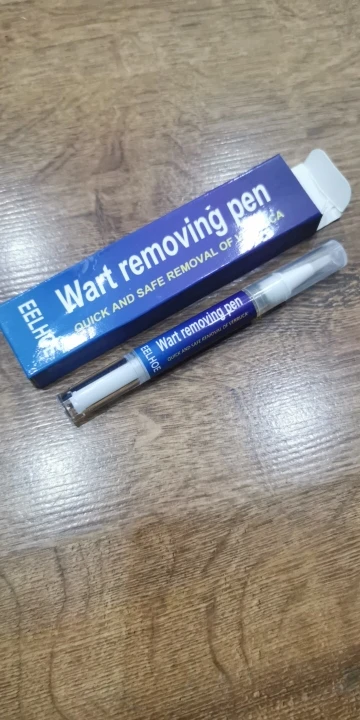 EELHOE
Wart removing pen
QUICK AND SAFE REMOVAL OF
EELHOE
Wart removing pen
QUICK AND SAFE REMOVAL OF VERRUCA